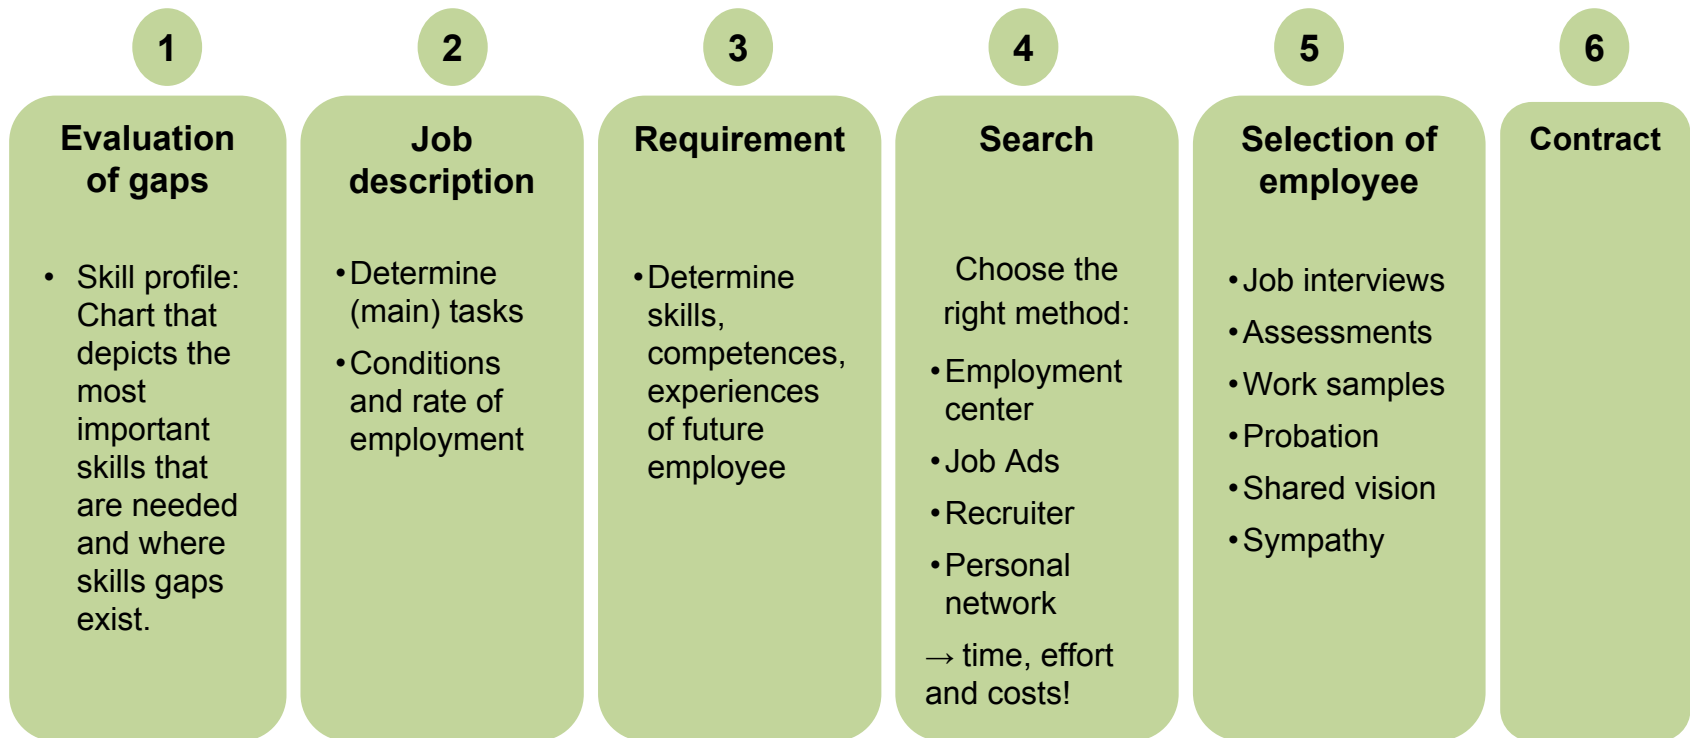 1
Evaluation
of gaps
• Skill profile:
Chart that
depicts the
most
important
skills that
are needed
and where
skills gaps
exist.
2
Job
description
• Determine
(main) tasks
• Conditions
and rate of
employment
3
Requirement
• Determine
skills,
competences,
experiences
of future
employee
4
Search
Choose the
right method:
• Employment
center
• Job Ads
• Recruiter
• Personal
network
→ time, effort
and costs!
5
Selection of
employee
• Job interviews
• Assessments
• Work samples
• Probation
• Shared vision
• Sympathy
6
Contract